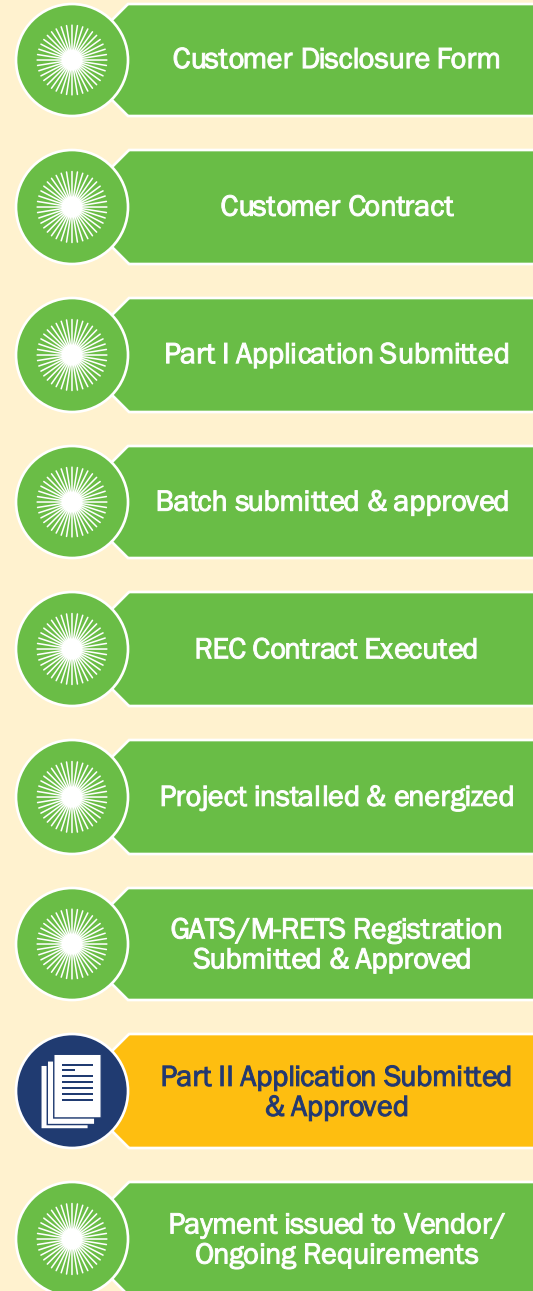 Customer Disclosure Form
Customer Contract
Part I Application Submitted
Batch submitted & approved
REC Contract Executed
Project installed & energized
GATS/M-RETS Registration
Submitted & Approved
Part II Application Submitted
& Approved
Payment issued to Vendor/
Ongoing Requirements